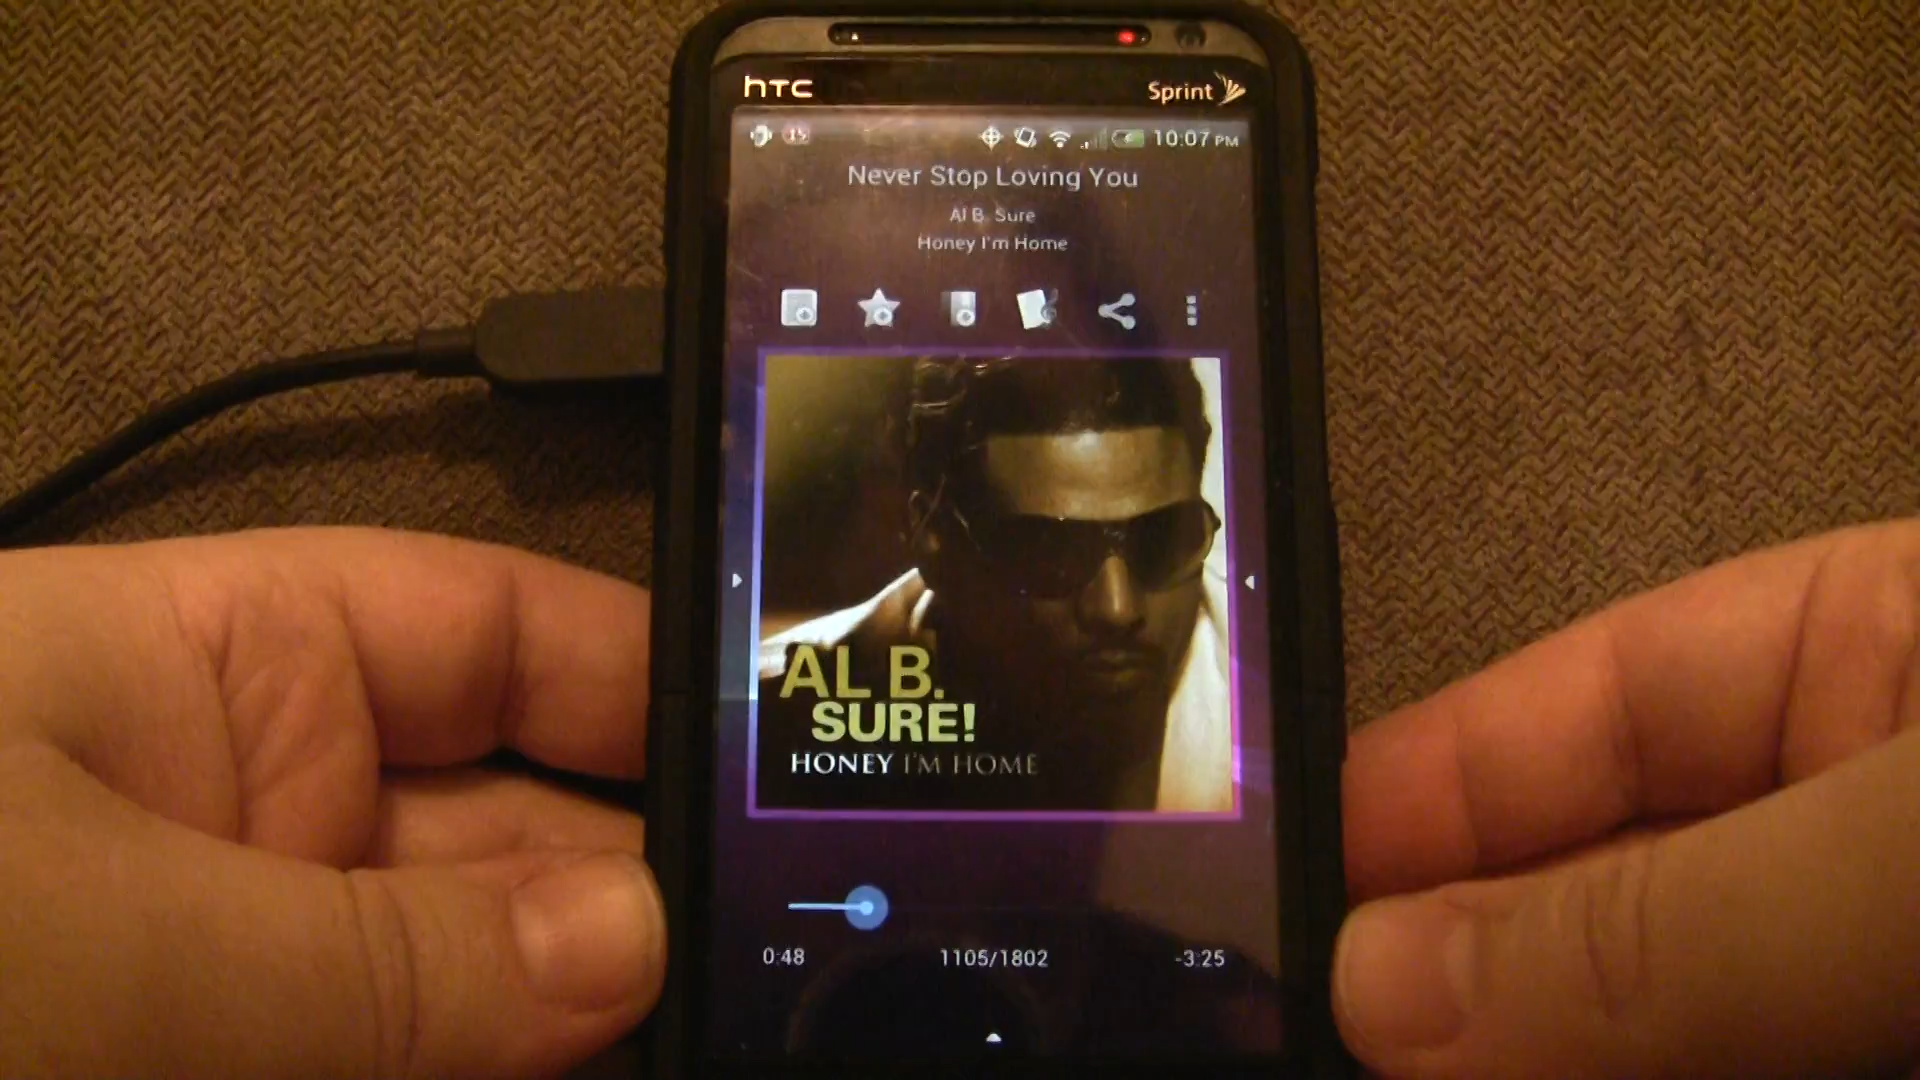 hTC
Sprint
15
10:07 PM
Never Stop Loving You
Al B. Sure
Honey I'm Home
AL B.
SURE!
HONEY I'M HOME
0:48
1105/1802
-3:25